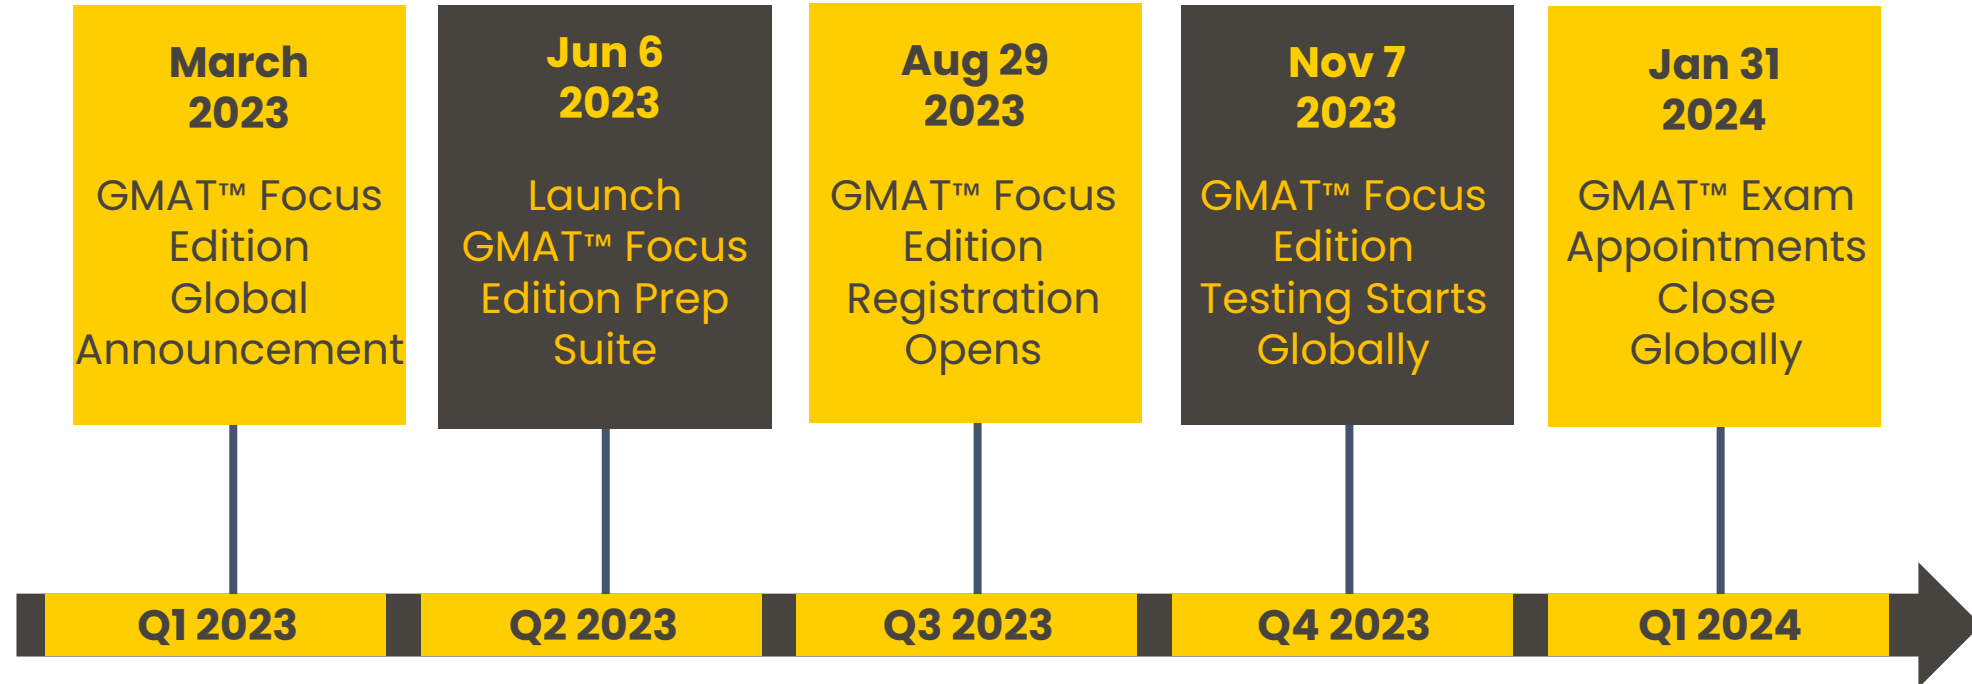 March
2023
GMAT™ Focus
Edition
Global
Announcement
Jun 6
2023
Launch
GMAT™ Focus
Edition Prep
Suite
Aug 29
2023
GMAT™ Focus
Edition
Registration
Opens
Nov 7
2023
GMAT™ Focus
Edition
Testing Starts
Globally
Jan 31
2024
GMAT™ Exam
Appointments
Close
Globally
Q1 2023
Q2 2023
Q3 2023
Q4 2023
Q1 2024